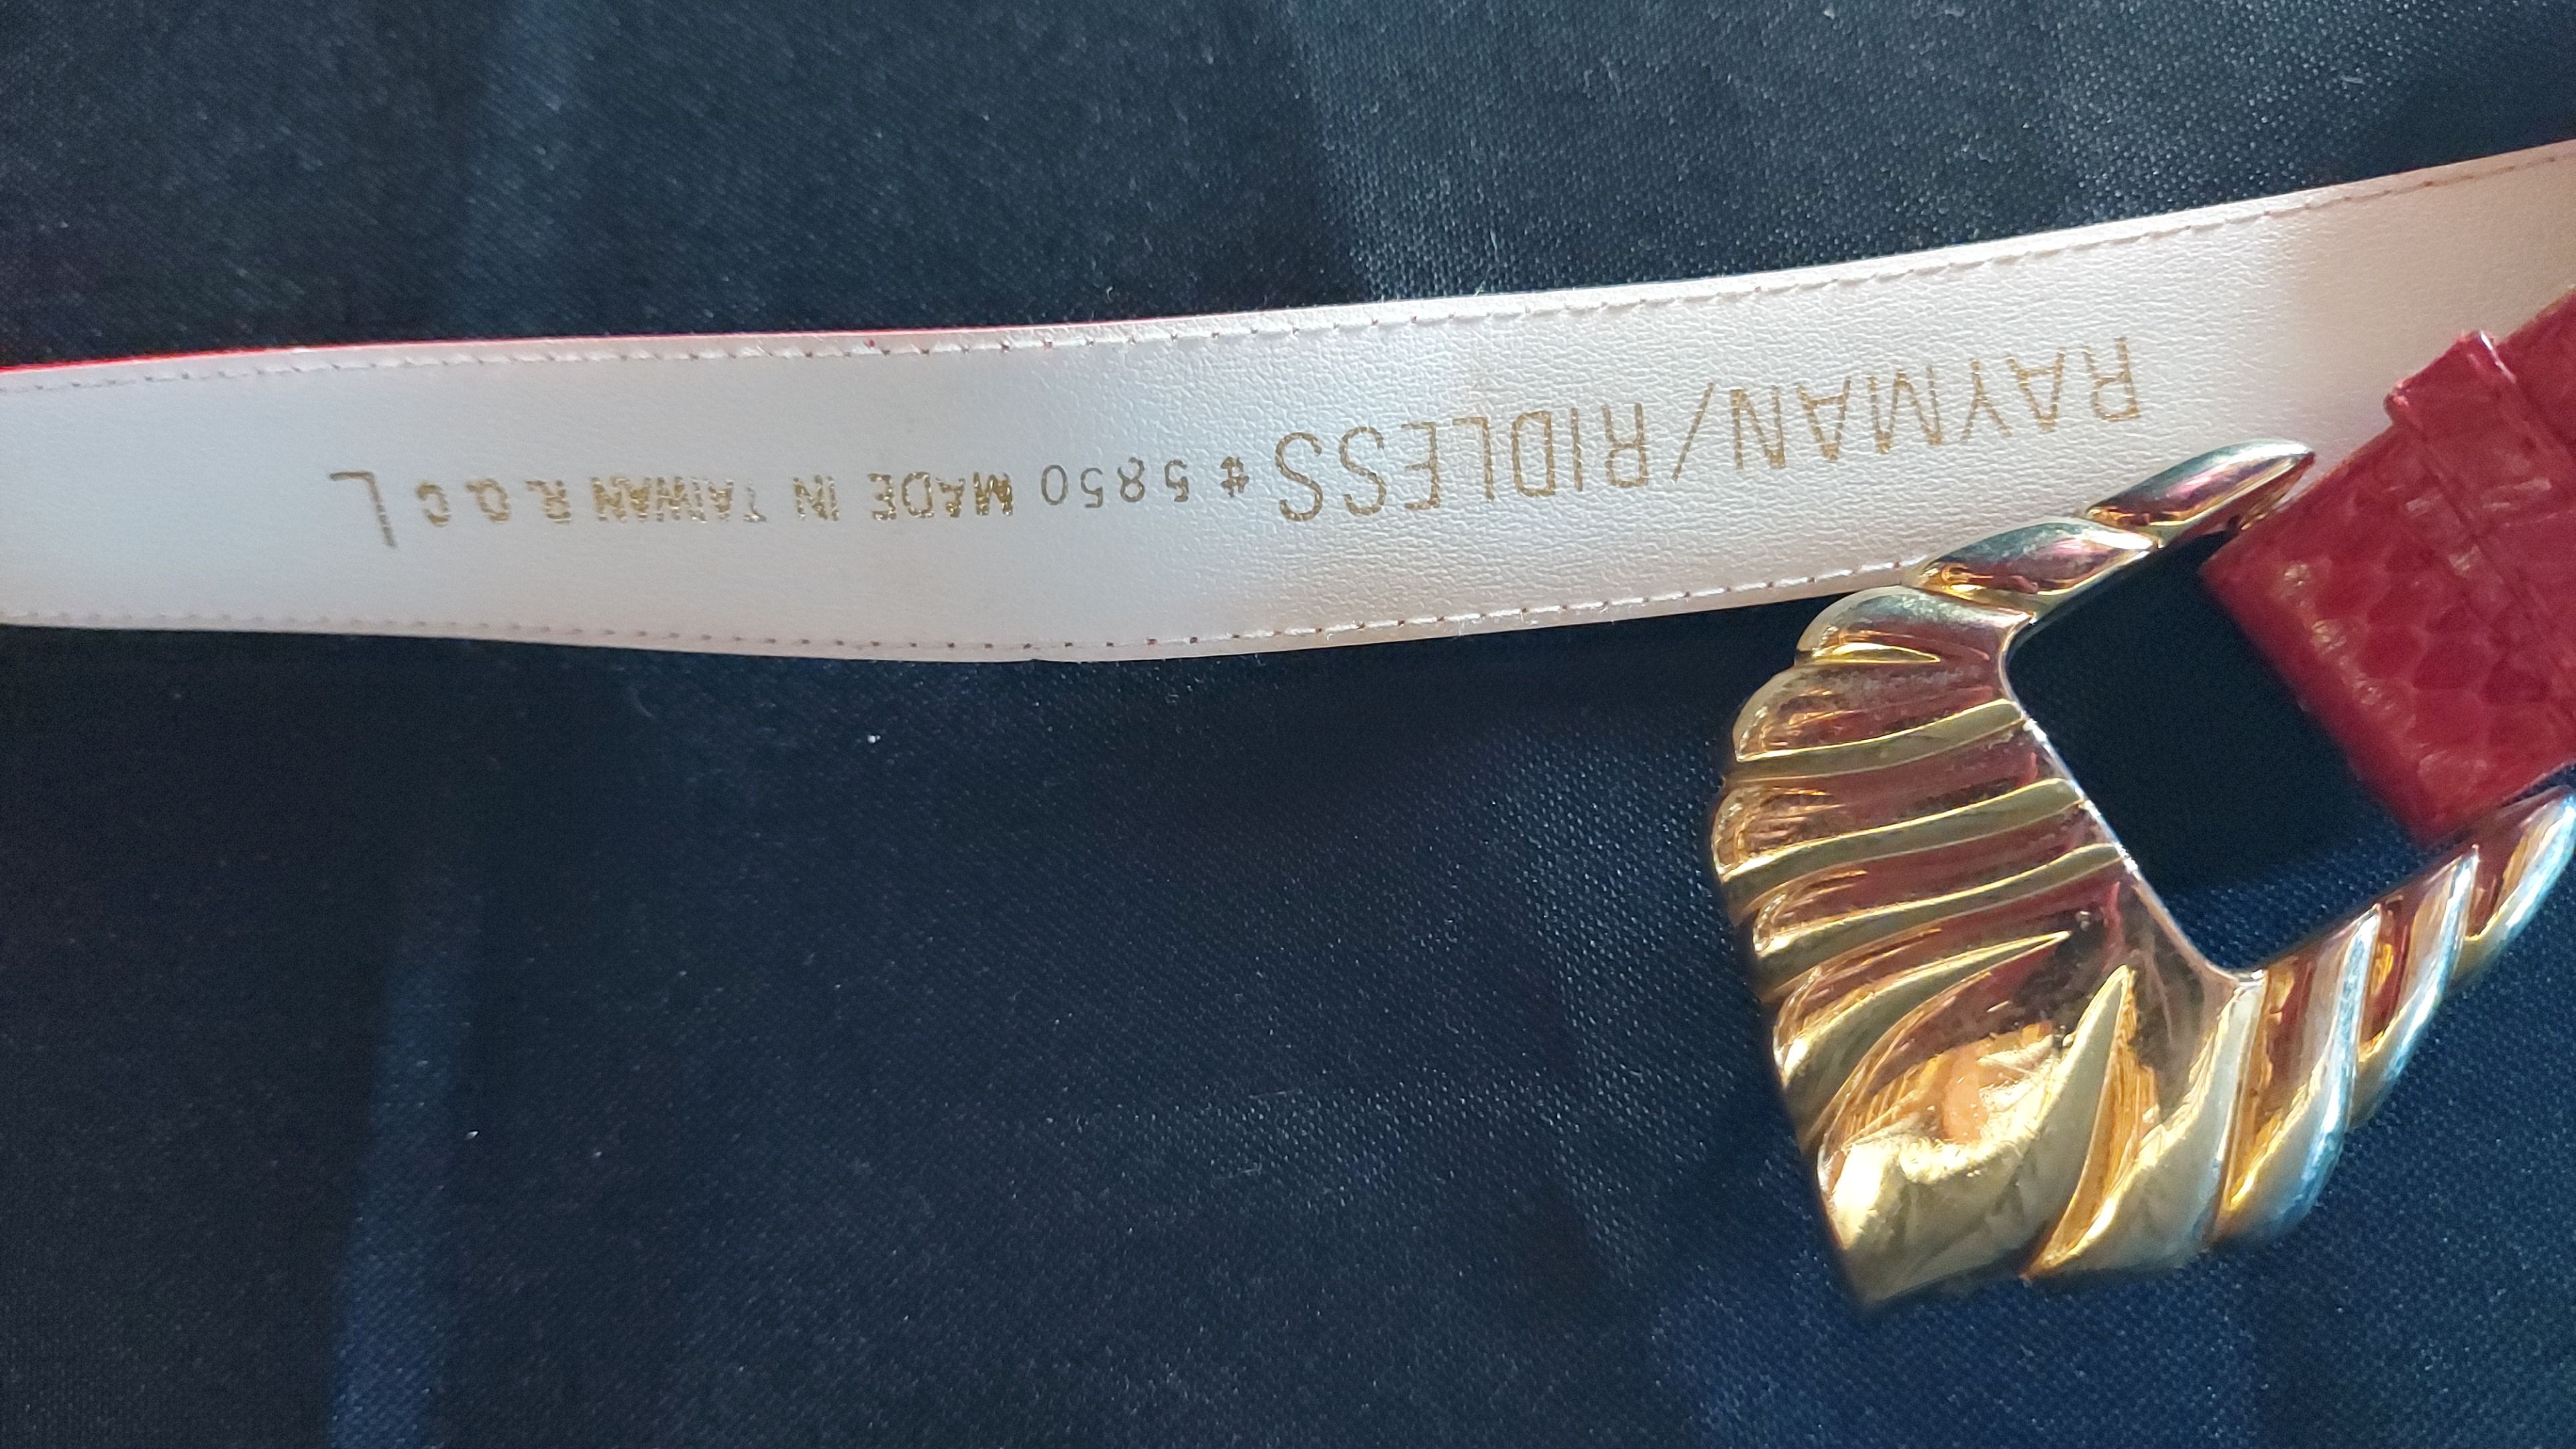 RAYMAN/RIDLESS # 5850 MADE IN TAIWAN R.O.C L